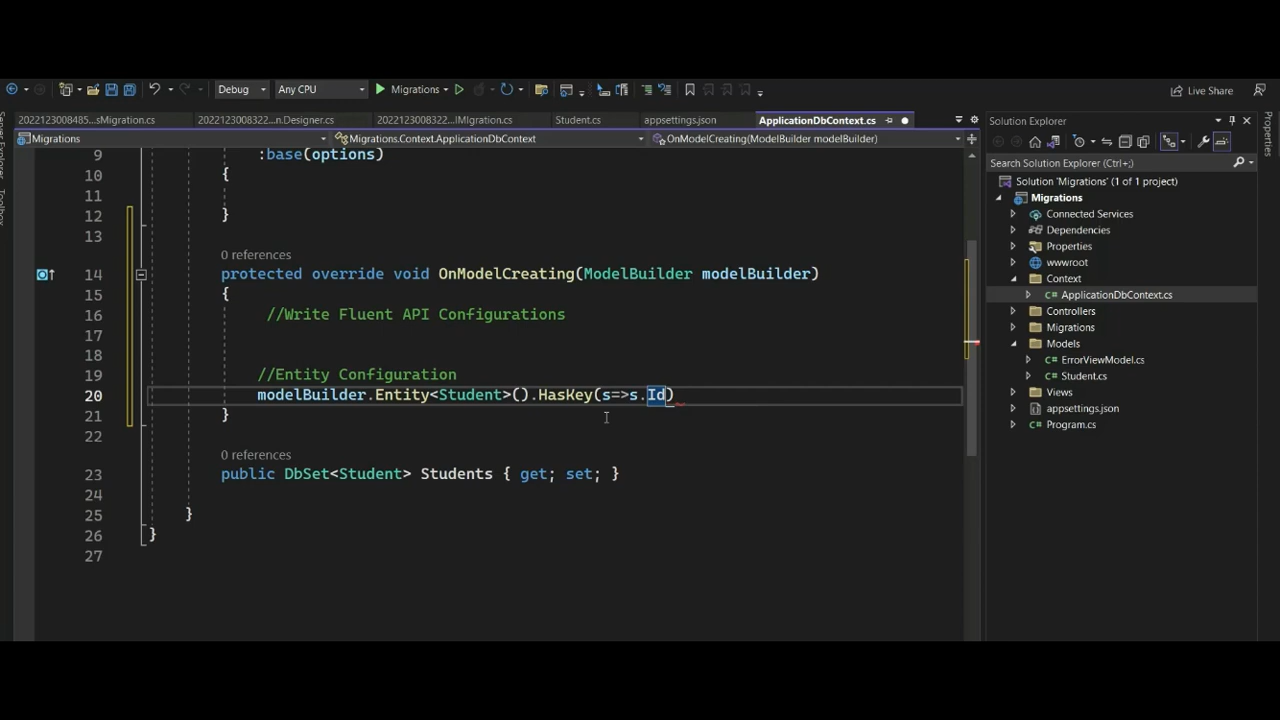 Debug
Any CPU
Migrations
Live Share
Server Explorer
Toolbox
2022123008485...sMigration.cs
2022123008322...n.Designer.cs
2022123008322...lMigration.cs
Student.cs
appsettings.json
ApplicationDbContext.cs
Migrations
Migrations.Context.ApplicationDbContext
OnModelCreating(ModelBuilder modelBuilder)
9 :base(options)
10 {
11
12 }
13
0 references
14 protected override void OnModelCreating(ModelBuilder modelBuilder)
15 {
16 //Write Fluent API Configurations
17
18
19 //Entity Configuration
20 modelBuilder.Entity<Student>().HasKey(s=>s.Id)
21 }
22
0 references
23 public DbSet<Student> Students { get; set; }
24
25 }
26 }
27
Solution Explorer
Search Solution Explorer (Ctrl+;)
Solution 'Migrations' (1 of 1 project)
Migrations
Connected Services
Dependencies
Properties
wwwroot
Context
C# ApplicationDbContext.cs
Controllers
Migrations
Models
C# ErrorViewModel.cs
C# Student.cs
Views
appsettings.json
C# Program.cs
Properties